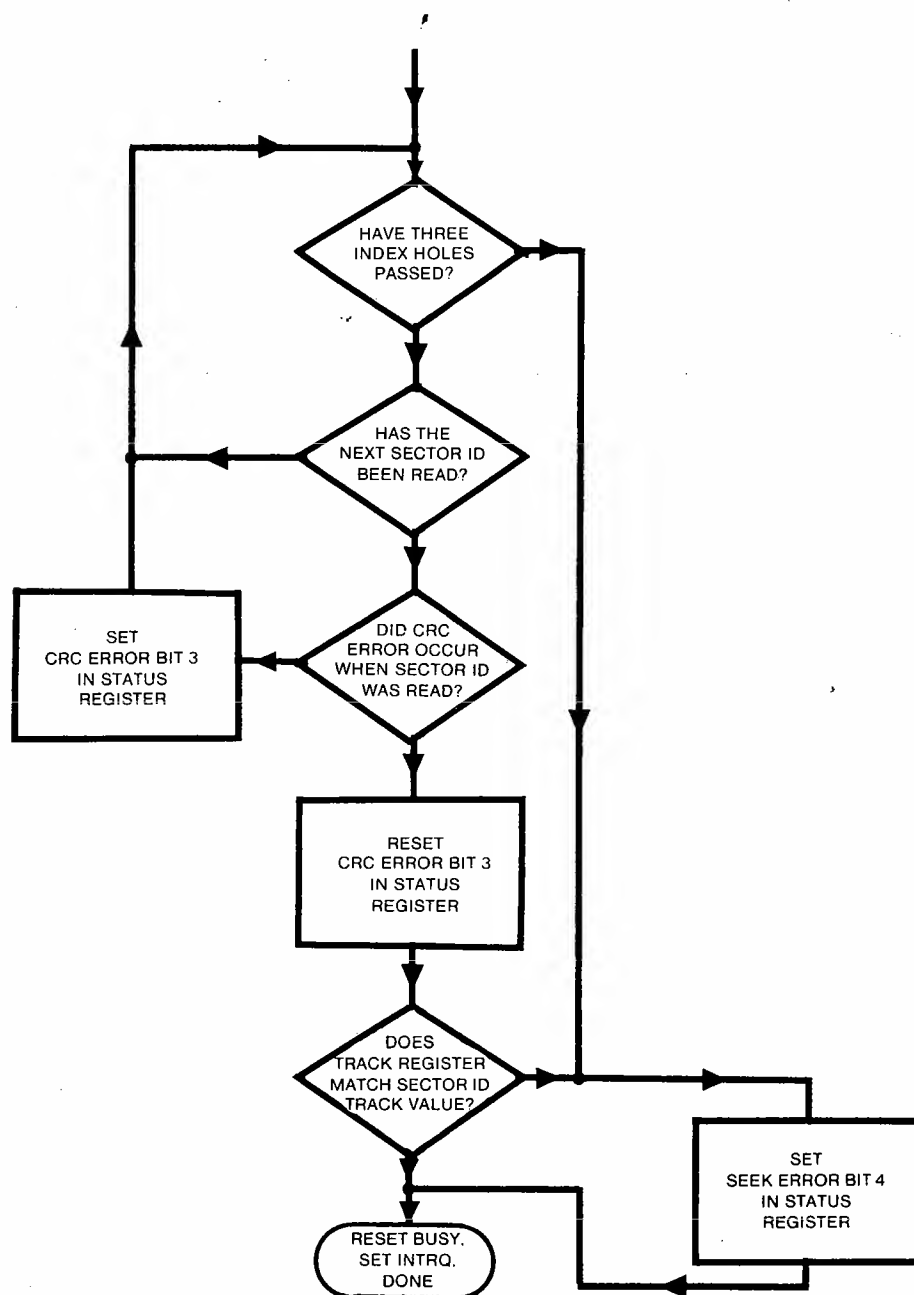 HAVE THREE
INDEX HOLES
PASSED?
HAS THE
NEXT SECTOR ID
BEEN READ?
DID CRC
ERROR OCCUR
WHEN SECTOR ID
WAS READ?
SET
CRC ERROR BIT 3
IN STATUS
REGISTER
RESET
CRC ERROR BIT 3
IN STATUS
REGISTER
DOES
TRACK REGISTER
MATCH SECTOR ID
TRACK VALUE?
SET
SEEK ERROR BIT 4
IN STATUS
REGISTER
RESET BUSY,
SET INTRQ,
DONE